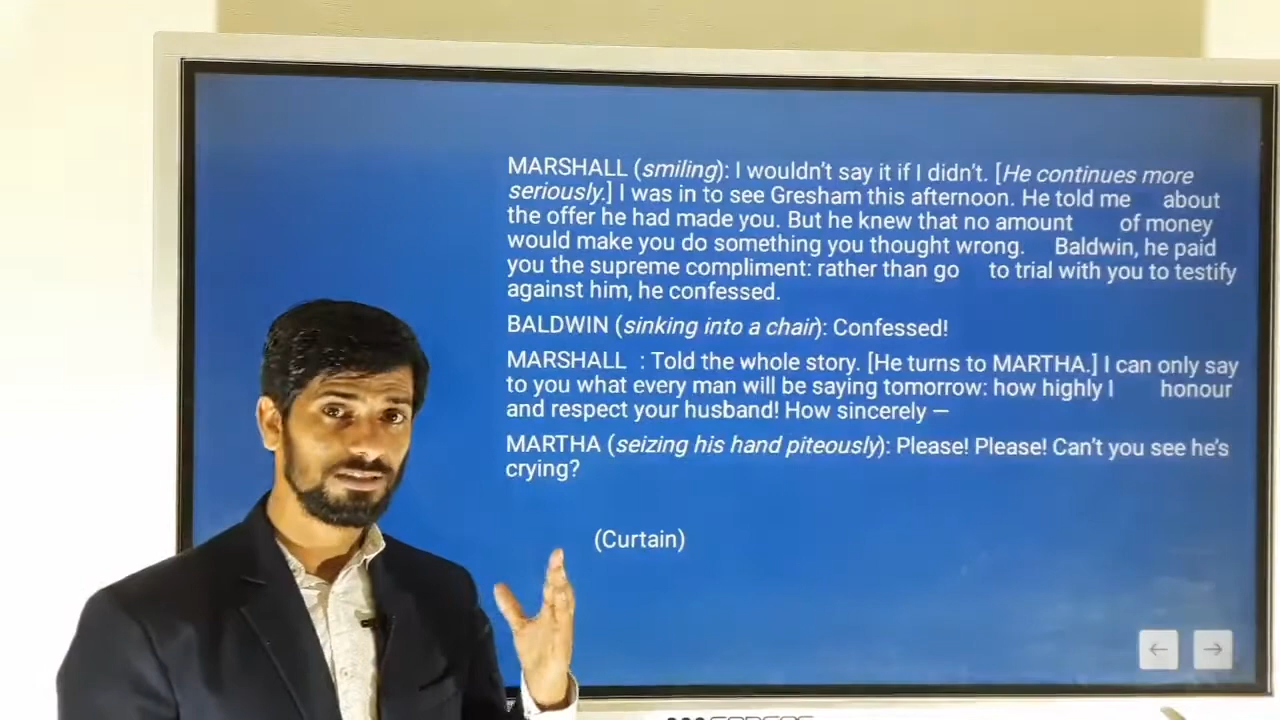 MARSHALL (smiling): I wouldn't say it if I didn't. [He continues more
seriously.] I was in to see Gresham this afternoon. He told me about
the offer he had made you. But he knew that no amount of money
would make you do something you thought wrong. Baldwin, he paid
you the supreme compliment: rather than go to trial with you to testify
against him, he confessed.
BALDWIN (sinking into a chair): Confessed!
MARSHALL : Told the whole story. [He turns to MARTHA.] I can only say
to you what every man will be saying tomorrow: how highly I honour
and respect your husband! How sincerely —
MARTHA (seizing his hand piteously): Please! Please! Can't you see he's
crying?
(Curtain)
← →